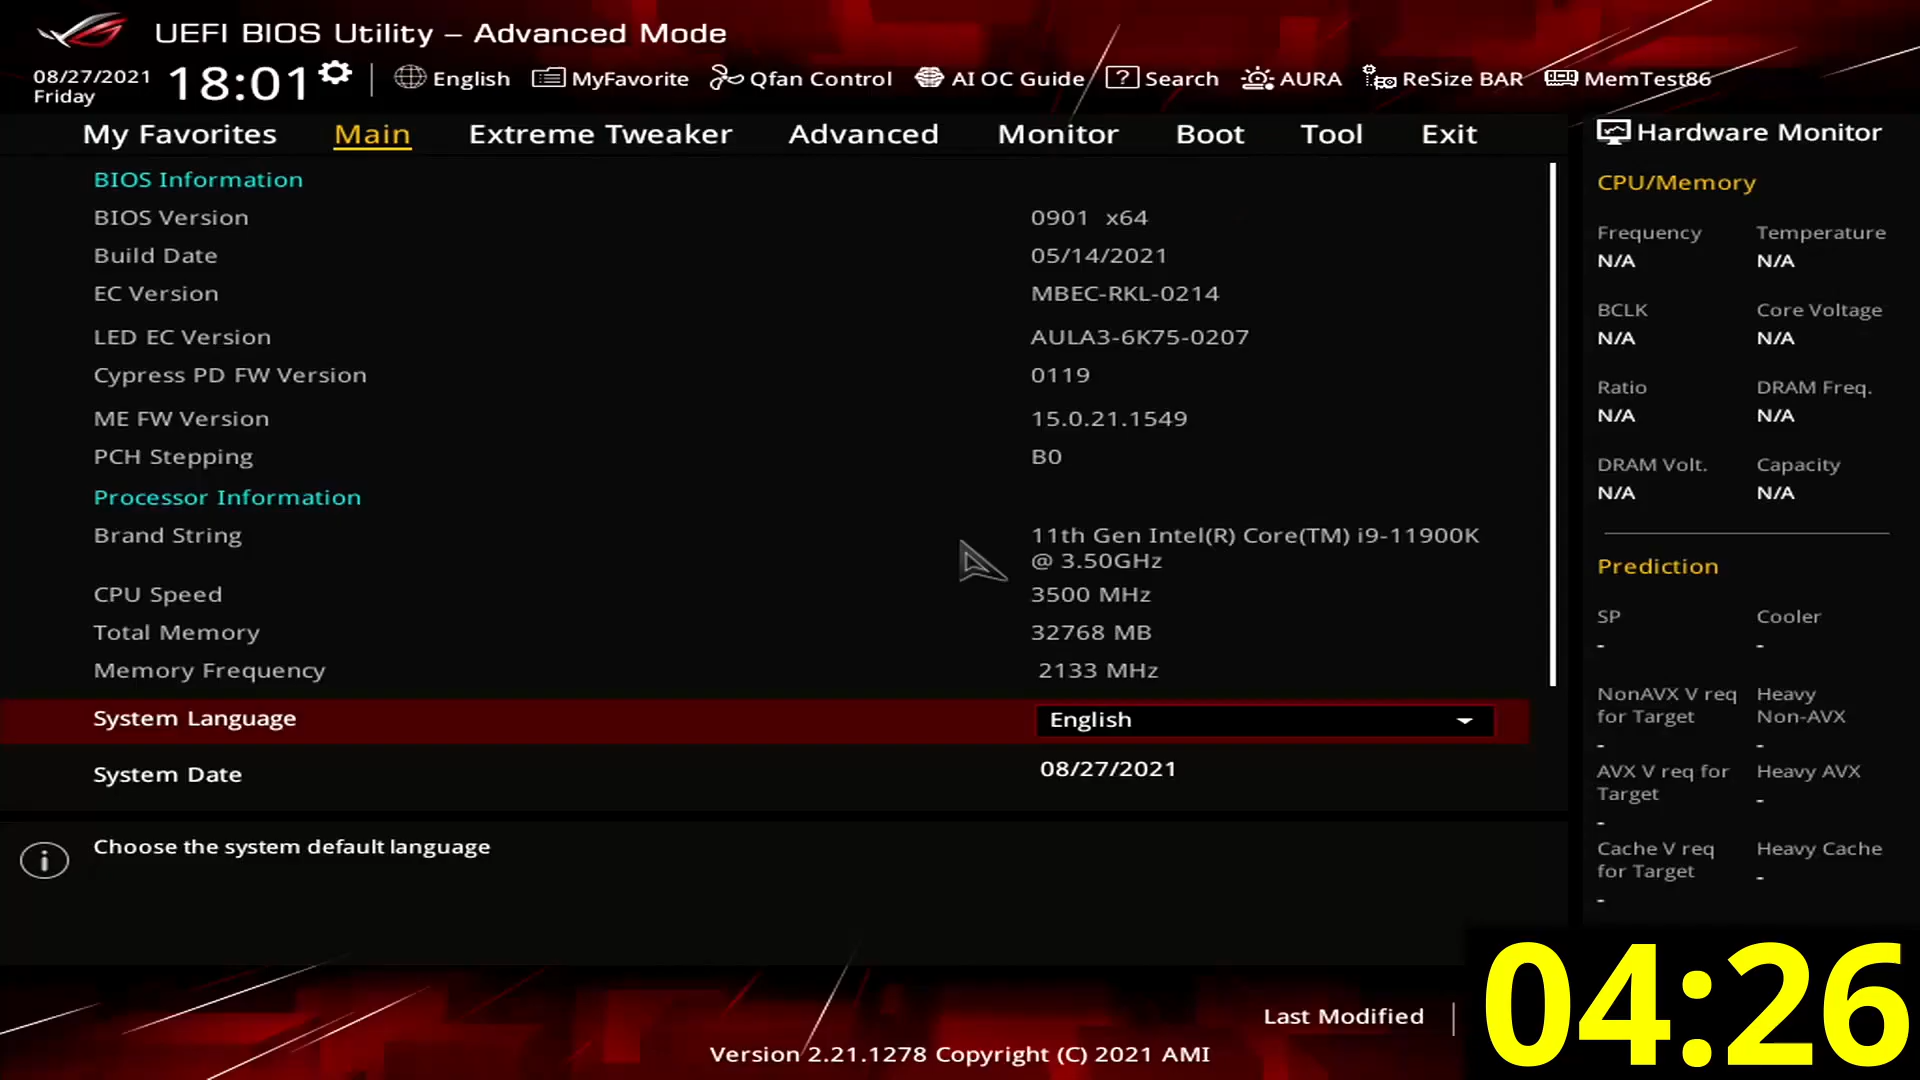 UEFI BIOS Utility – Advanced Mode
08/27/2021
Friday
18:01
English
MyFavorite
Qfan Control
AI OC Guide
? Search
AURA
ReSize BAR
MemTest86
My Favorites
Main
Extreme Tweaker
Advanced
Monitor
Boot
Tool
Exit
BIOS Information
BIOS Version 0901 x64
Build Date 05/14/2021
EC Version MBEC-RKL-0214
LED EC Version AULA3-6K75-0207
Cypress PD FW Version 0119
ME FW Version 15.0.21.1549
PCH Stepping B0
Processor Information
Brand String 11th Gen Intel(R) Core(TM) i9-11900K
@ 3.50GHz
CPU Speed 3500 MHz
Total Memory 32768 MB
Memory Frequency 2133 MHz
System Language English
System Date 08/27/2021
i Choose the system default language
Hardware Monitor
CPU/Memory
Frequency Temperature
N/A N/A
BCLK Core Voltage
N/A N/A
Ratio DRAM Freq.
N/A N/A
DRAM Volt. Capacity
N/A N/A
Prediction
SP Cooler
- -
NonAVX V req Heavy
for Target Non-AVX
- -
AVX V req for Heavy AVX
Target -
-
Cache V req Heavy Cache
for Target -
-
Last Modified
Version 2.21.1278 Copyright (C) 2021 AMI
04:26